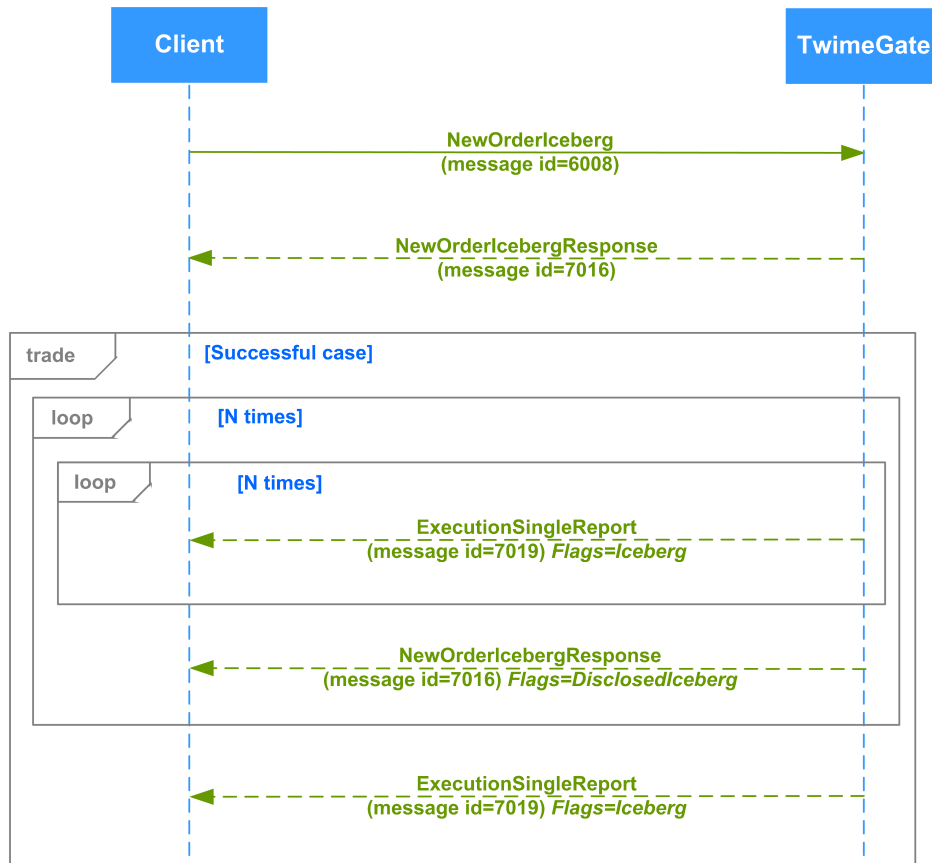 Client
TwimeGate
NewOrderIceberg
(message id=6008)
NewOrderIcebergResponse
(message id=7016)
trade
[Successful case]
loop
[N times]
loop
[N times]
ExecutionSingleReport
(message id=7019) Flags=Iceberg
NewOrderIcebergResponse
(message id=7016) Flags=DisclosedIceberg
ExecutionSingleReport
(message id=7019) Flags=Iceberg